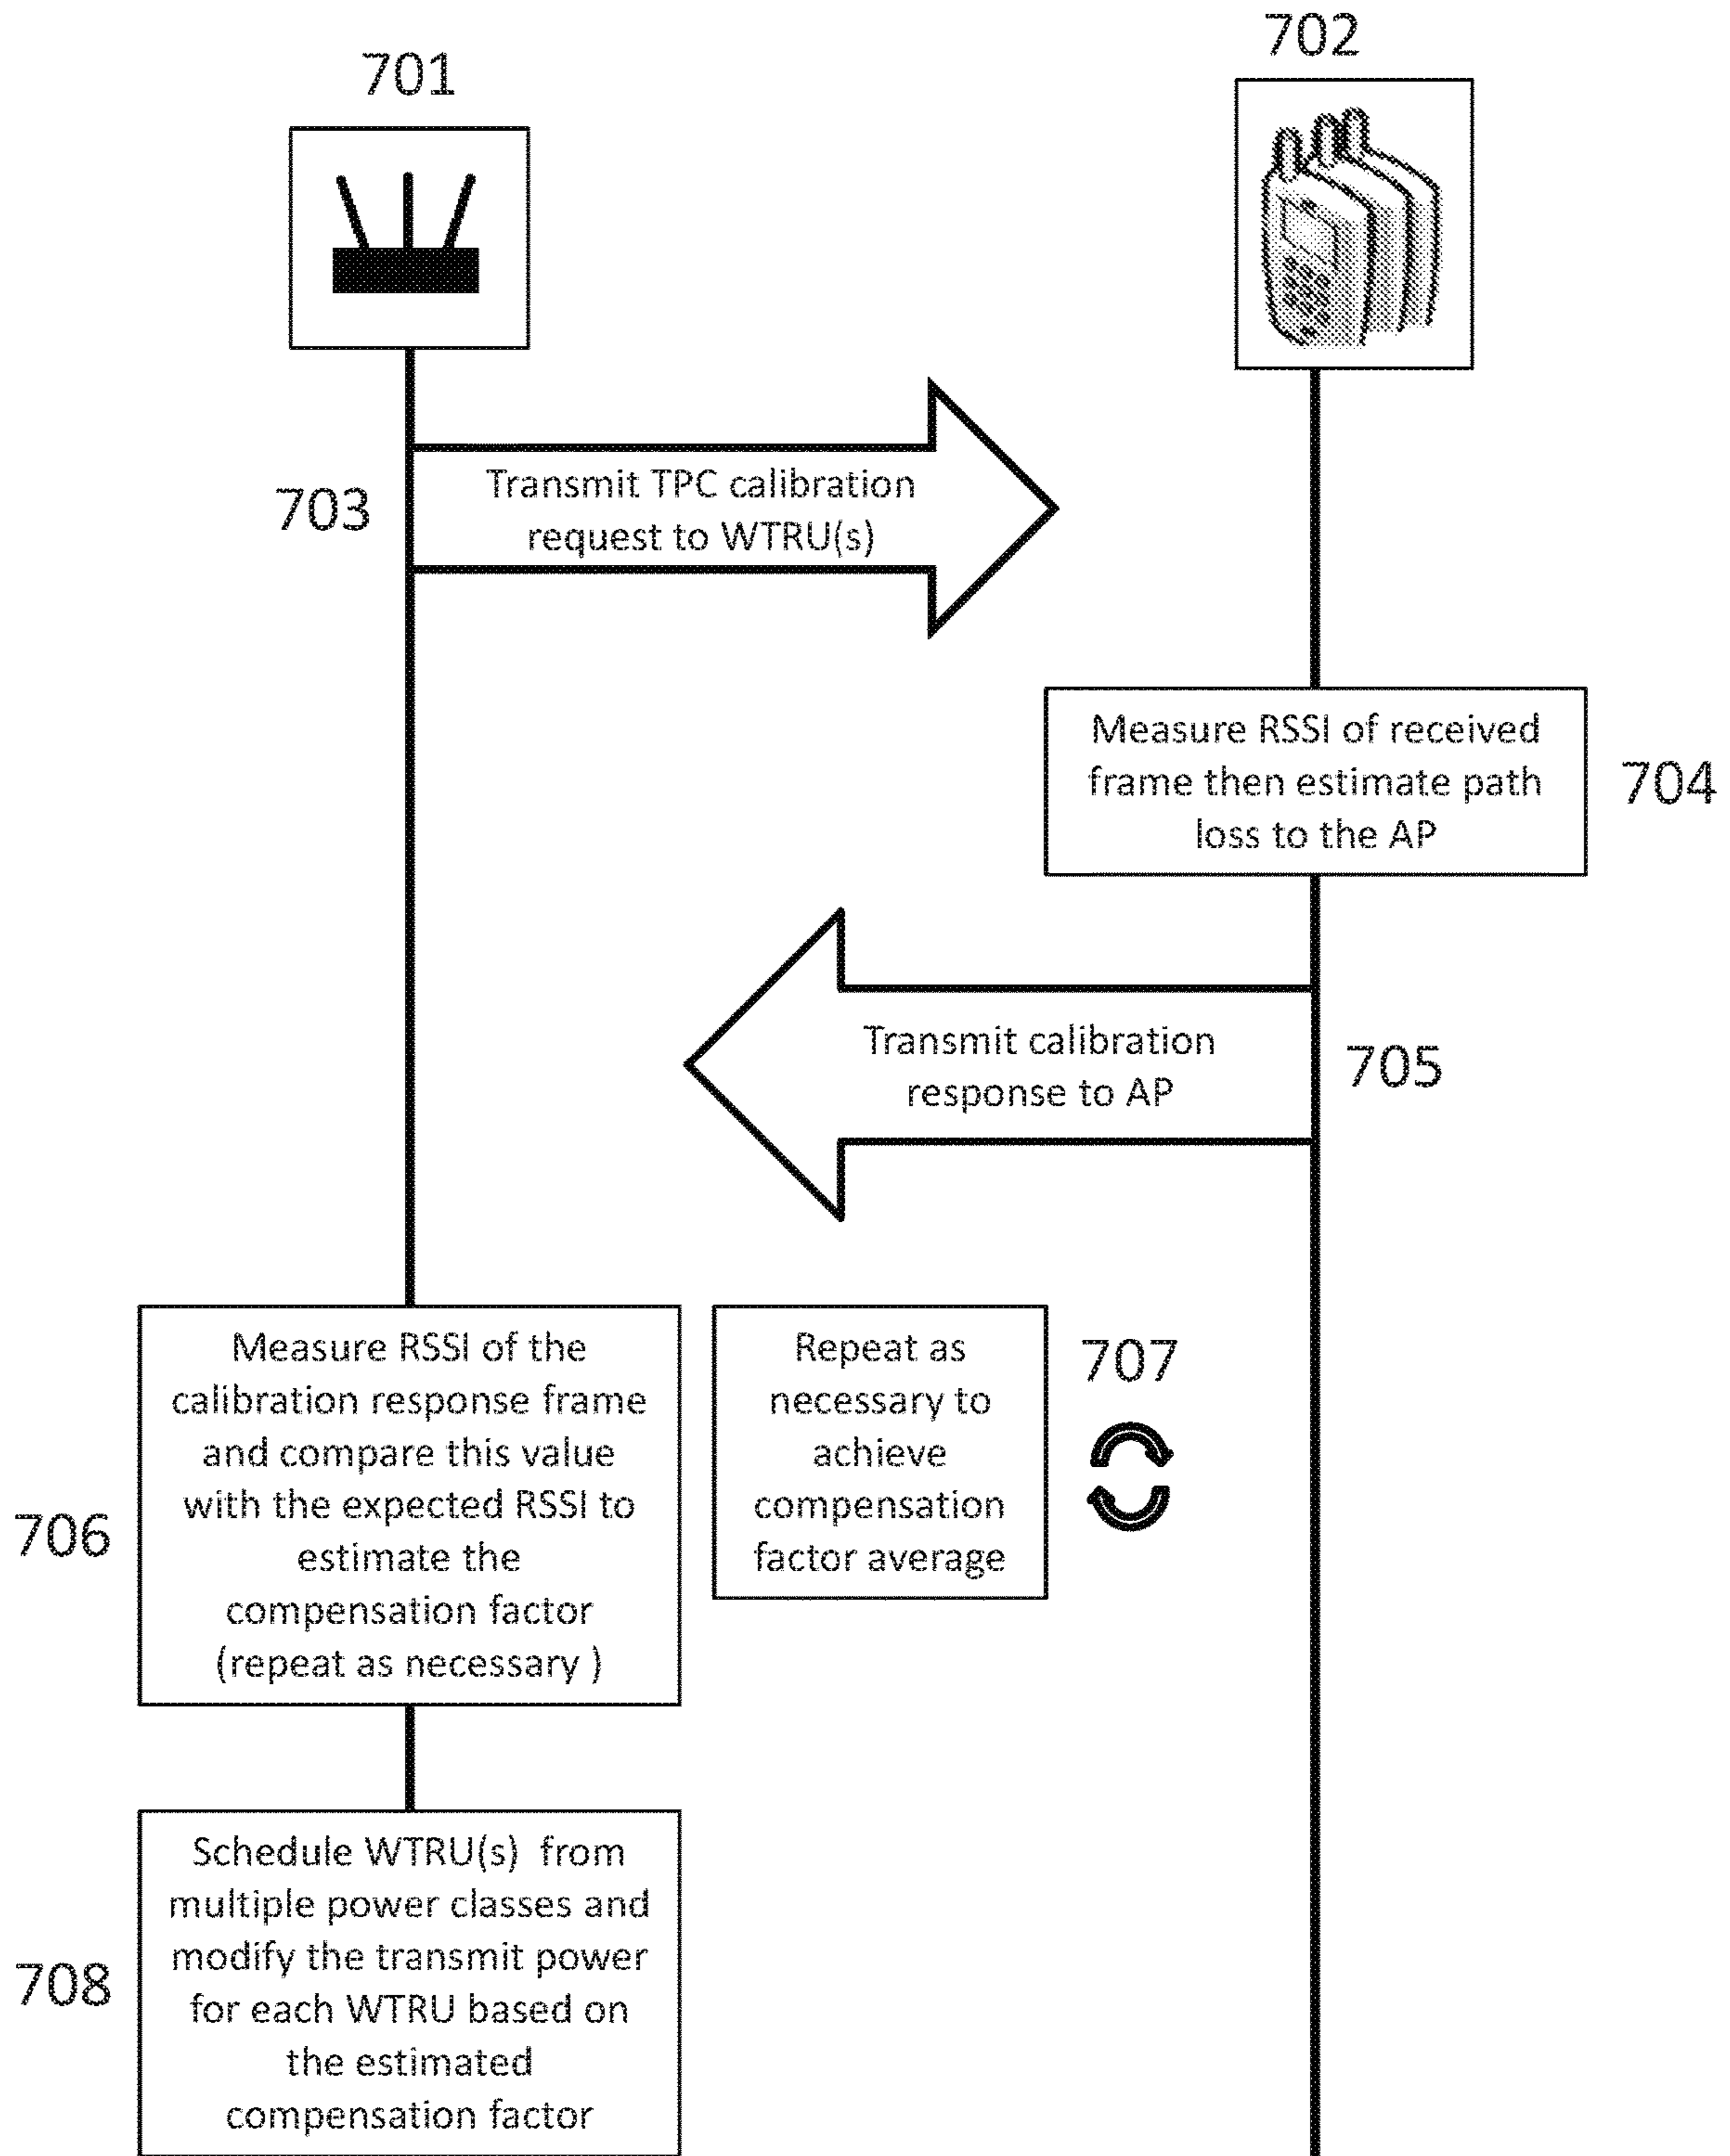 701
702
703
Transmit TPC calibration
request to WTRU(s)
Measure RSSI of received
frame then estimate path
loss to the AP
704
Transmit calibration
response to AP
705
706
Measure RSSI of the
calibration response frame
and compare this value
with the expected RSSI to
estimate the
compensation factor
(repeat as necessary )
Repeat as
necessary to
achieve
compensation
factor average
707
708
Schedule WTRU(s) from
multiple power classes and
modify the transmit power
for each WTRU based on
the estimated
compensation factor